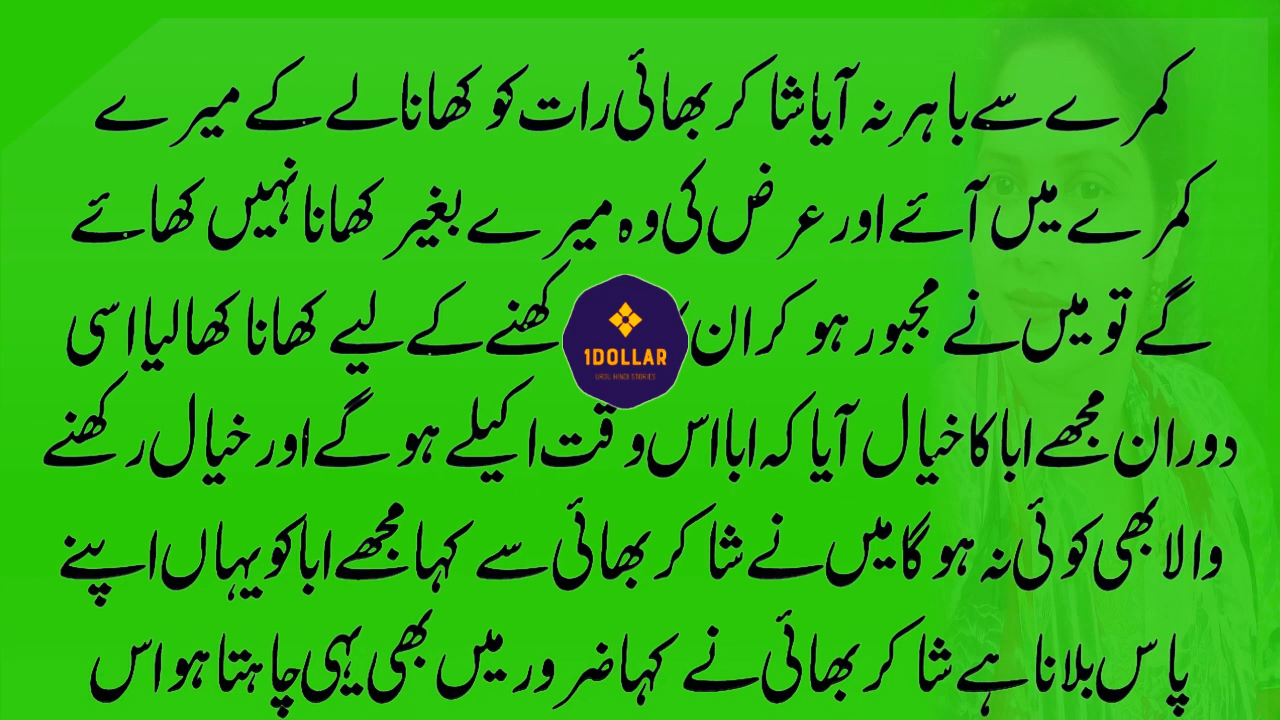 کمرے سے باہر نہ آیا شاکر بھائی رات کو کھانا لے کے میرے
کمرے میں آئے اور عرض کی وہ میرے بغیر کھانا نہیں کھائے
گے تو میں نے مجبور ہو کر ان کھنے کے لیے کھانا کھا لیا اسی
1DOLLAR
URDU HINDI STORIES
دوران مجھے ابا کا خیال آیا کہ ابا اس وقت اکیلے ہو گے اور خیال رکھنے
والا بھی کوئی نہ ہو گا میں نے شاکر بھائی سے کہا مجھے ابا کو یہاں اپنے
پاس بلانا ہے شاکر بھائی نے کہا ضرور میں بھی یہی چاہتا ہو اس